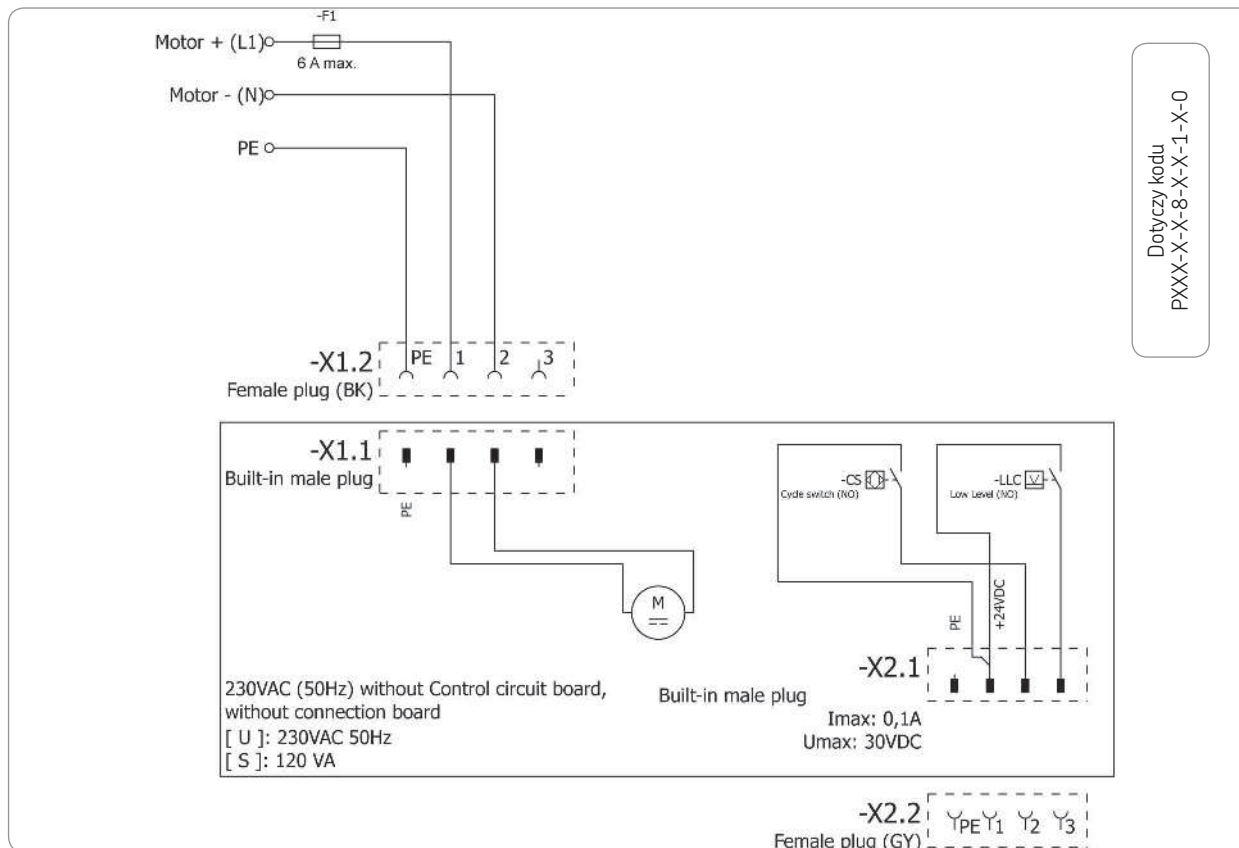 -F1
Motor + (L1)
6 A max.
Motor - (N)
PE
Dotyczy kodu
PXXX-X-X-8-X-X-1-X-0
-X1.2
PE 1 2 3
Female plug (BK)
-X1.1
Built-in male plug
PE
-CS
Cycle switch (NO)
-LLC
Low Level (NO)
M
PE
+24VDC
-X2.1
Built-in male plug
230VAC (50Hz) without Control circuit board,
without connection board
[ U ]: 230VAC 50Hz
[ S ]: 120 VA
Imax: 0,1A
Umax: 30VDC
-X2.2
PE 1 2 3
Female plug (GY)